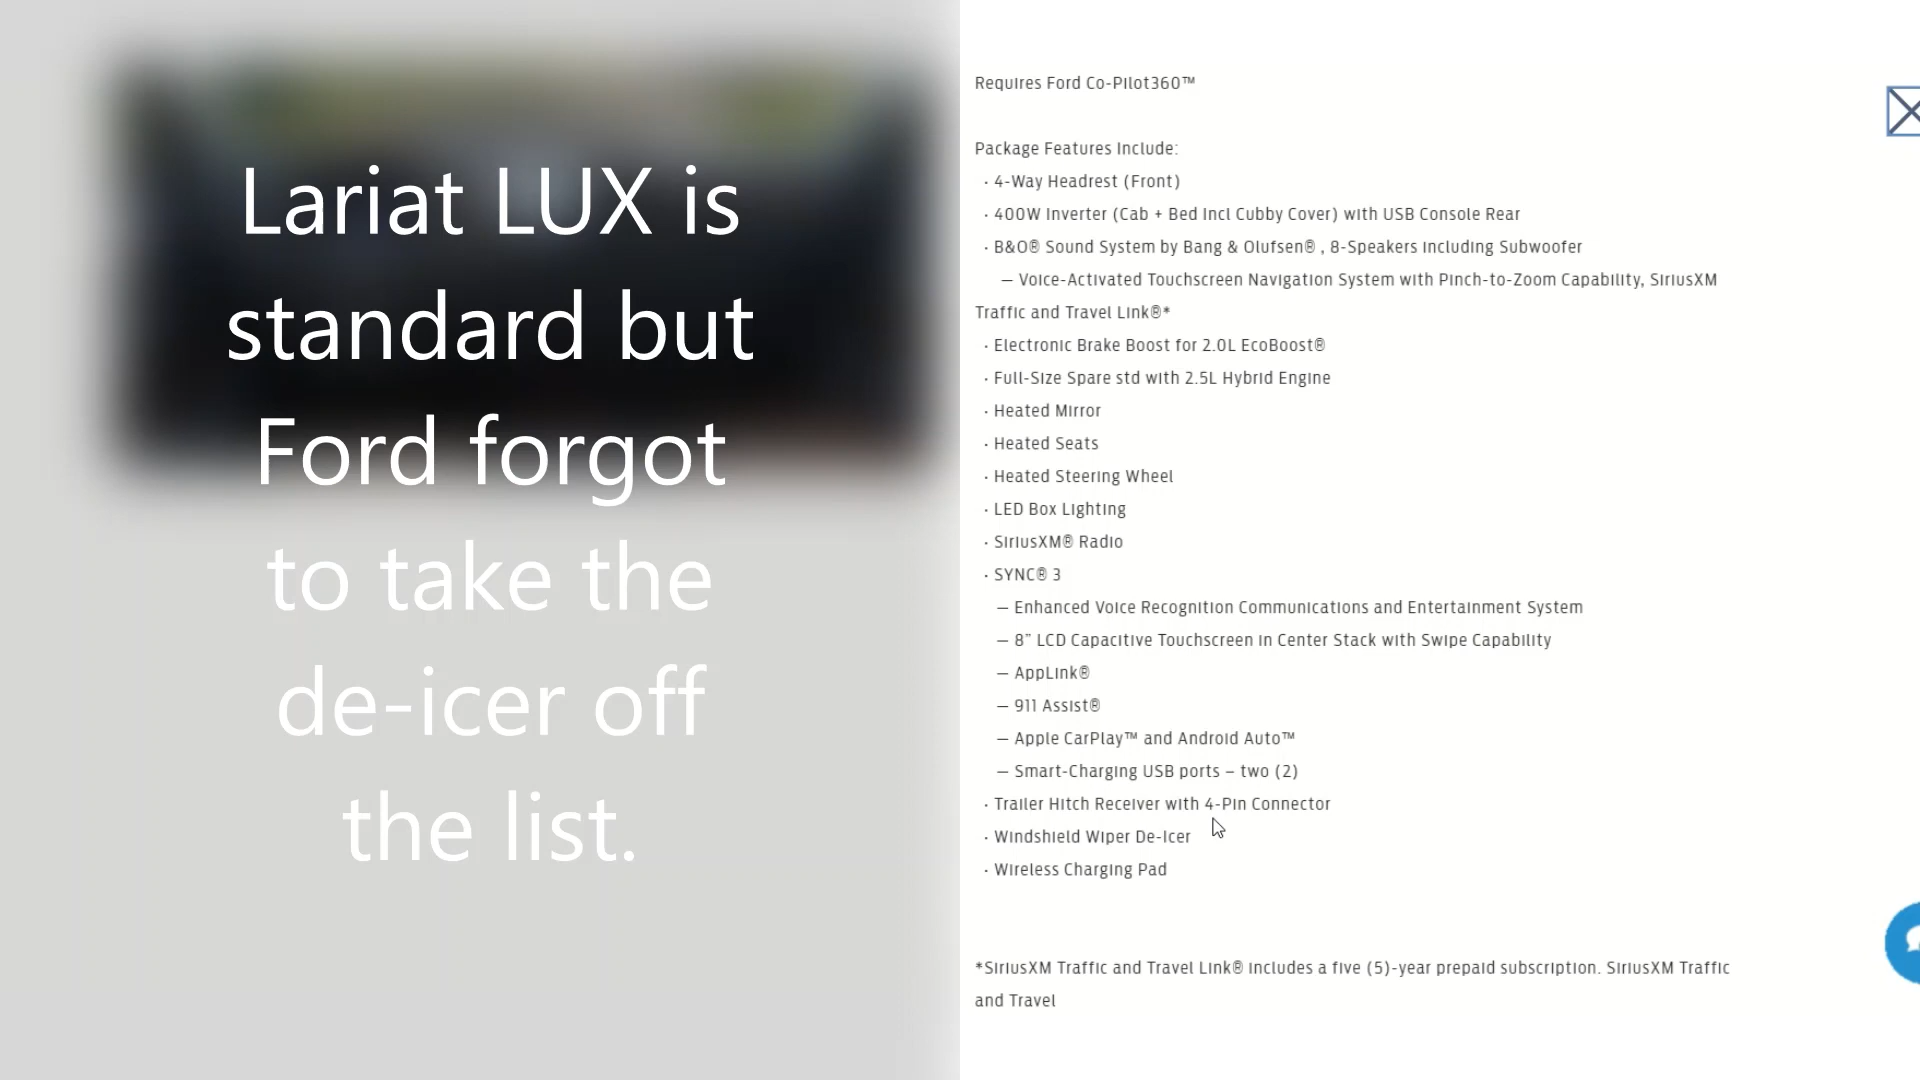 Lariat LUX is
standard but
Ford forgot
to take the
de-icer off
the list.
Requires Ford Co-Pilot360™
Package Features Include:
· 4-Way Headrest (Front)
· 400W Inverter (Cab + Bed Incl Cubby Cover) with USB Console Rear
· B&O® Sound System by Bang & Olufsen® , 8-Speakers including Subwoofer
— Voice-Activated Touchscreen Navigation System with Pinch-to-Zoom Capability, SiriusXM
Traffic and Travel Link®*
· Electronic Brake Boost for 2.0L EcoBoost®
· Full-Size Spare std with 2.5L Hybrid Engine
· Heated Mirror
· Heated Seats
· Heated Steering Wheel
· LED Box Lighting
· SiriusXM® Radio
· SYNC® 3
— Enhanced Voice Recognition Communications and Entertainment System
— 8” LCD Capacitive Touchscreen in Center Stack with Swipe Capability
— AppLink®
— 911 Assist®
— Apple CarPlay™ and Android Auto™
— Smart-Charging USB ports – two (2)
· Trailer Hitch Receiver with 4-Pin Connector
· Windshield Wiper De-Icer
· Wireless Charging Pad
*SiriusXM Traffic and Travel Link® includes a five (5)-year prepaid subscription. SiriusXM Traffic
and Travel